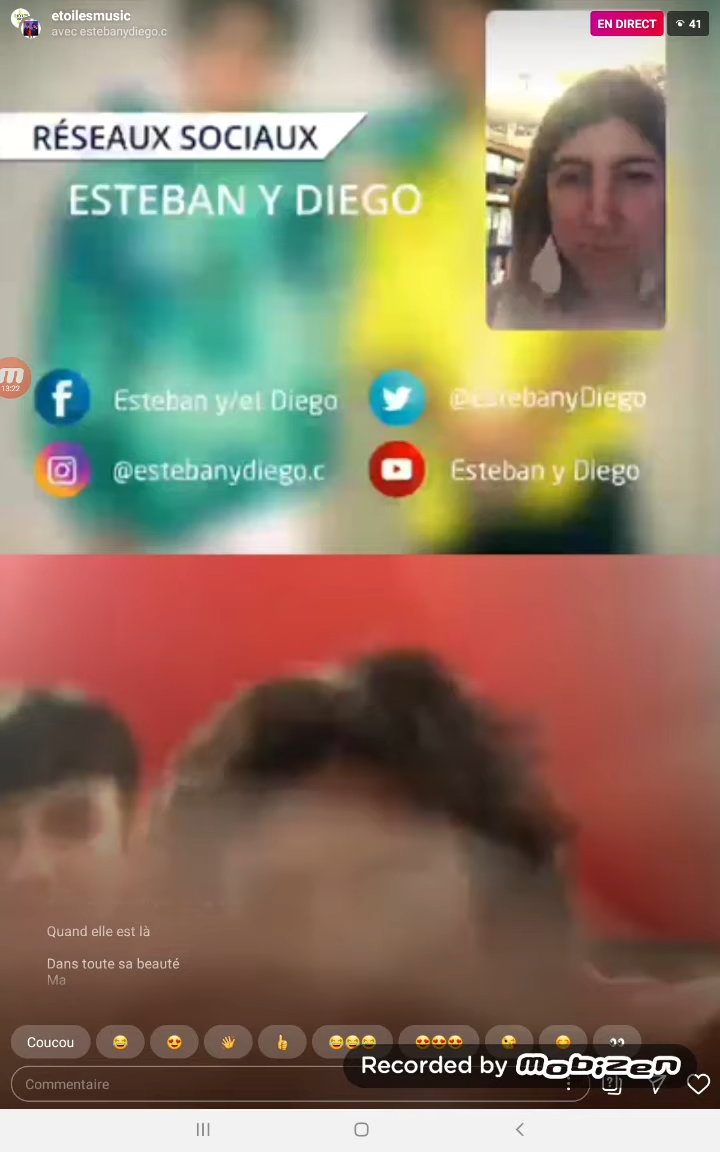 etoilesmusic
avec estebanydiego.c
EN DIRECT
41
RÉSEAUX SOCIAUX
ESTEBAN Y DIEGO
13:22
Esteban y/et Diego
@EstebanyDiego
@estebanydiego.c
Esteban y Diego
Quand elle est là
Dans toute sa beauté
Ma
Coucou
Recorded by mobizen
Commentaire